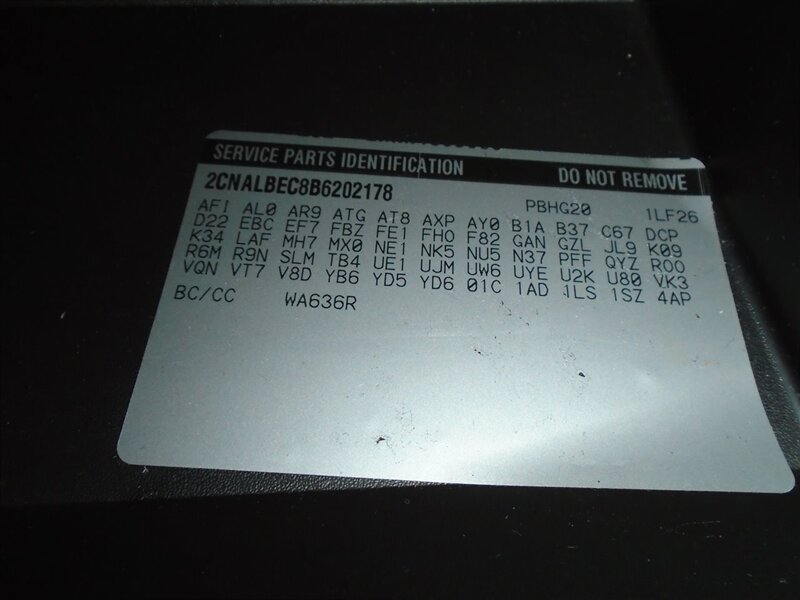 SERVICE PARTS IDENTIFICATION DO NOT REMOVE
2CNALBEC8B6202178 PBHG20 1LF26
AF1 AL0 AR9 ATG AT8 AXP AY0 B1A B37 C67 DCP
D22 EBC EF7 FBZ FE1 FH0 F82 GAN GZL JL9 K09
K34 LAF MH7 MX0 NE1 NK5 NU5 N37 PFF QYZ R00
R6M R9N SLM TB4 UE1 UJM UW6 UYE U2K U80 VK3
VQN VT7 V8D YB6 YD5 YD6 01C 1AD 1LS 1SZ 4AP
BC/CC WA636R